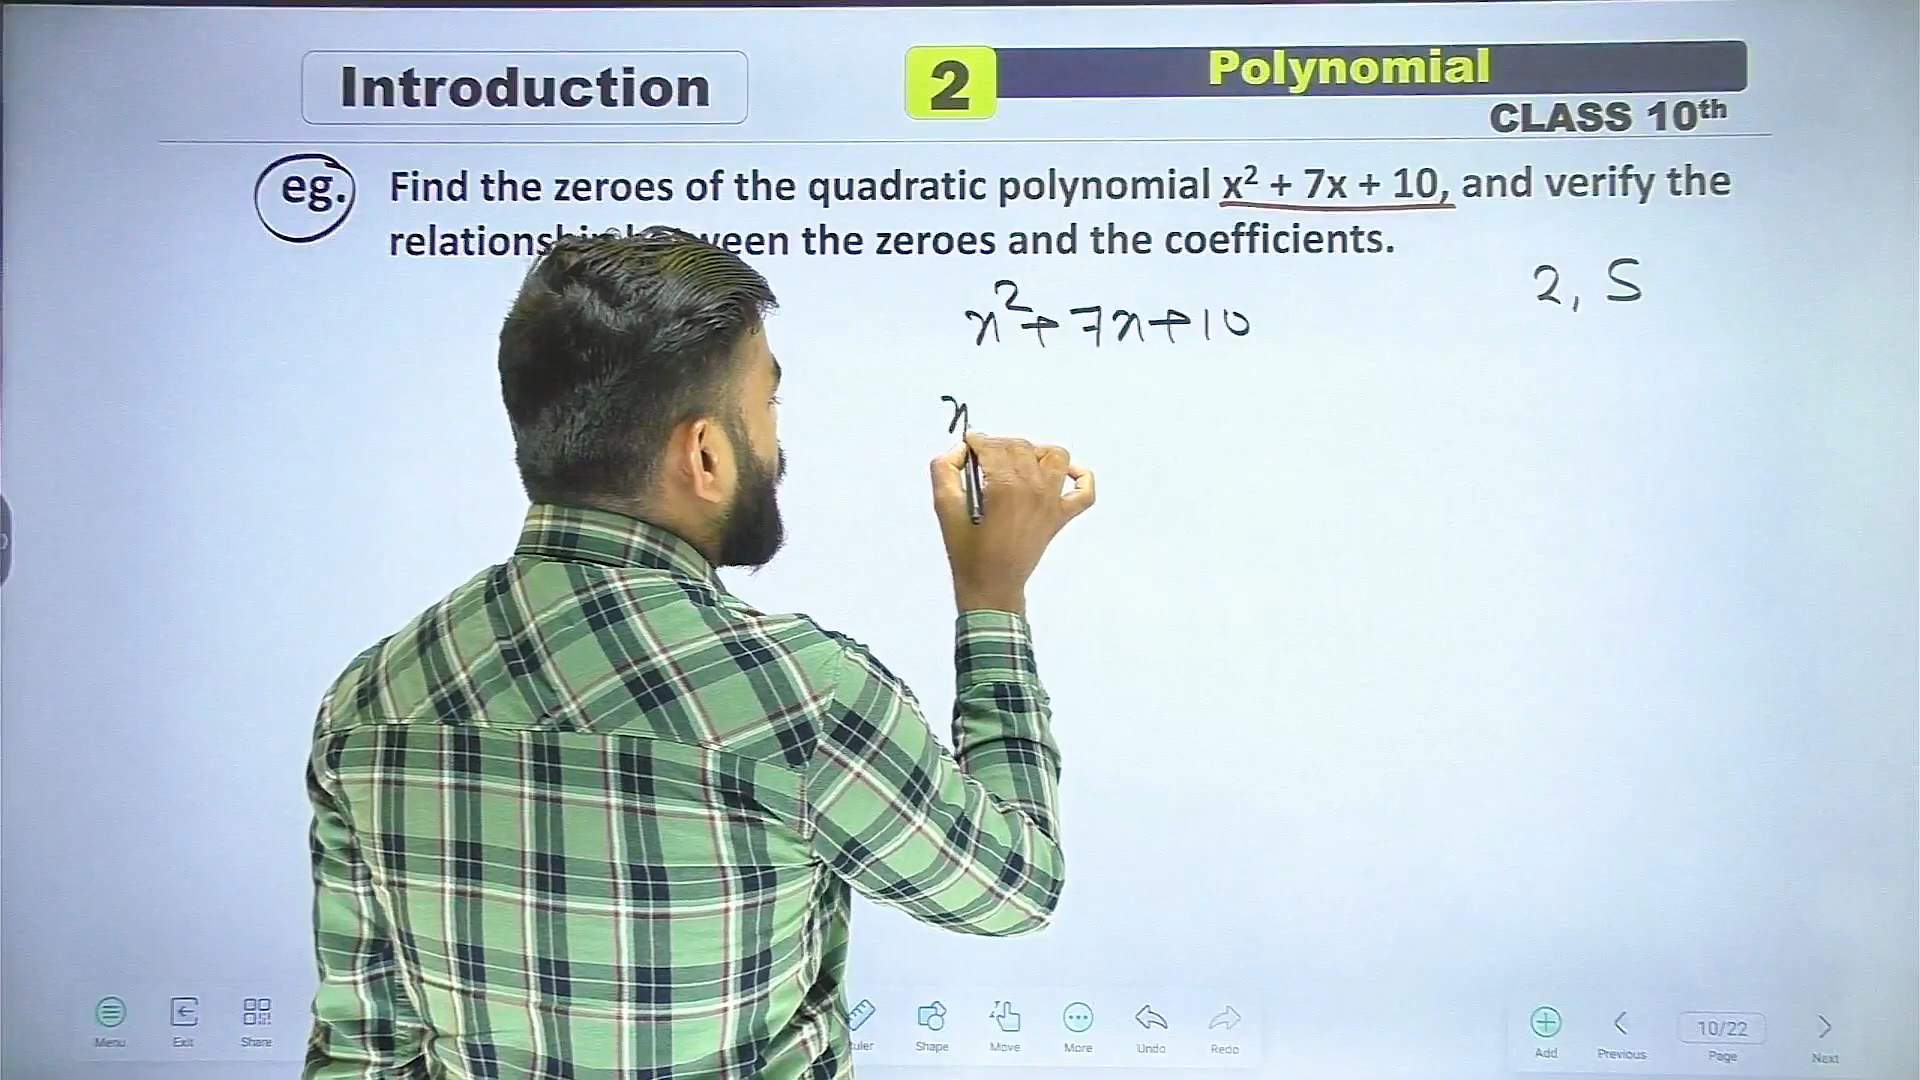 Introduction
2 Polynomial
CLASS 10th
eg. Find the zeroes of the quadratic polynomial x² + 7x + 10, and verify the
the zeroes and the coefficients.
2, 5
x² + 7x + 10
x
Menu Exit Share Shape Move More Undo Redo Add Previous 10/22 Page Next